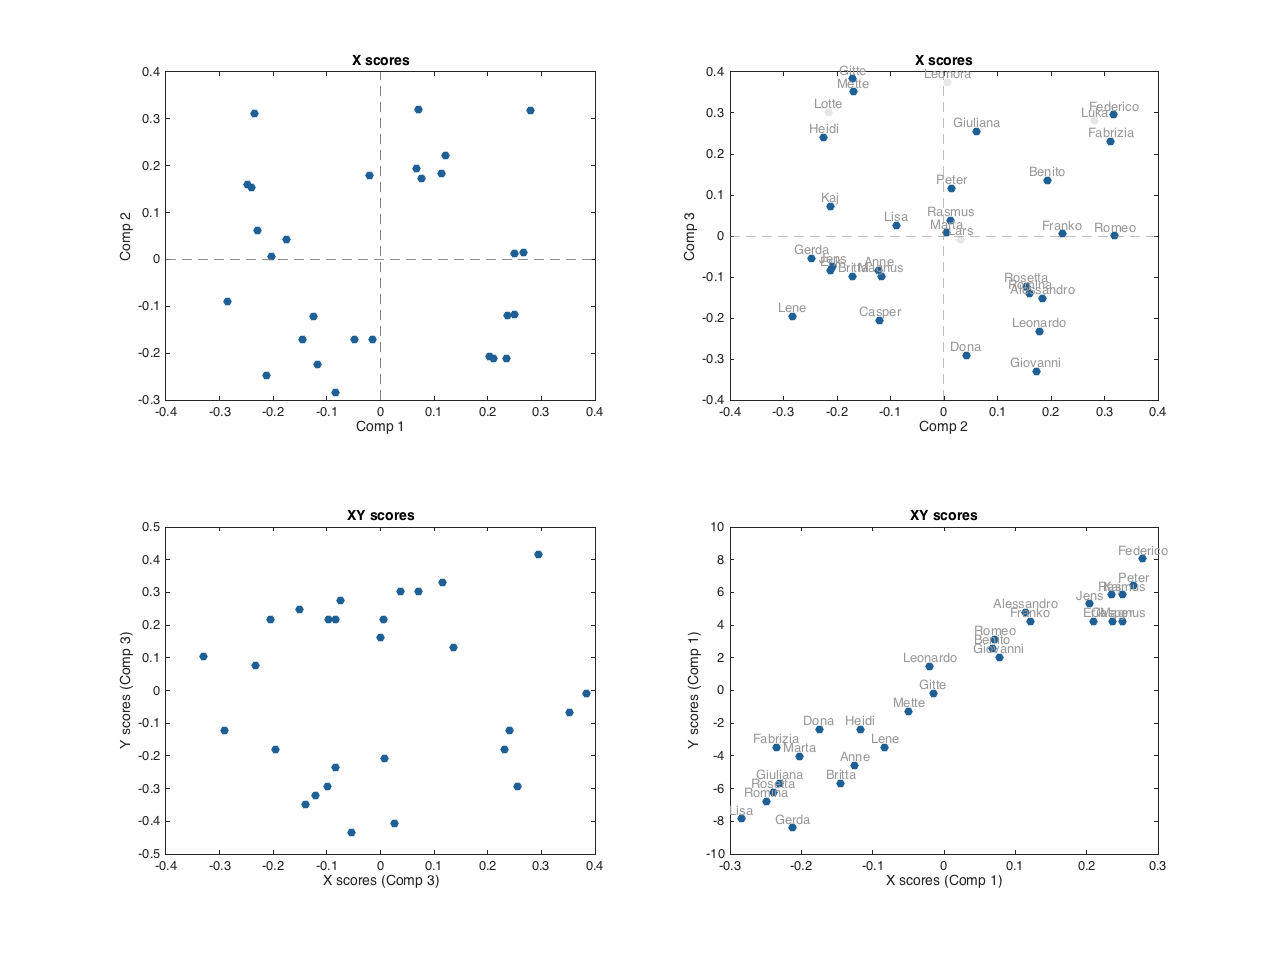 X scores
0.4
0.3
0.2
0.1
0
-0.1
-0.2
-0.3
-0.4 -0.3 -0.2 -0.1 0 0.1 0.2 0.3 0.4
Comp 1
Comp 2
X scores
0.4
0.3
0.2
0.1
0
-0.1
-0.2
-0.3
-0.4
-0.4 -0.3 -0.2 -0.1 0 0.1 0.2 0.3 0.4
Comp 2
Comp 3
Gitte
Leonora
Mette
Lotte
Federico
Luka
Heidi
Giuliana
Fabrizia
Benito
Peter
Kaj
Lisa
Rasmus
Marta
Lars
Franko
Romeo
Gerda
Jens
Erik
Britta
Anne
Magnus
Rosetta
Romina
Alessandro
Lene
Casper
Leonardo
Dona
Giovanni
XY scores
0.5
0.4
0.3
0.2
0.1
0
-0.1
-0.2
-0.3
-0.4
-0.5
-0.4 -0.3 -0.2 -0.1 0 0.1 0.2 0.3 0.4
X scores (Comp 3)
Y scores (Comp 3)
XY scores
10
8
6
4
2
0
-2
-4
-6
-8
-10
-0.3 -0.2 -0.1 0 0.1 0.2 0.3
X scores (Comp 1)
Y scores (Comp 1)
Federico
Peter
Kaj
Rasmus
Jens
Alessandro
Franko
Erik
Casper
Magnus
Romeo
Benito
Giovanni
Leonardo
Gitte
Mette
Dona
Heidi
Fabrizia
Marta
Lene
Anne
Giuliana
Britta
Rosetta
Romina
Lisa
Gerda